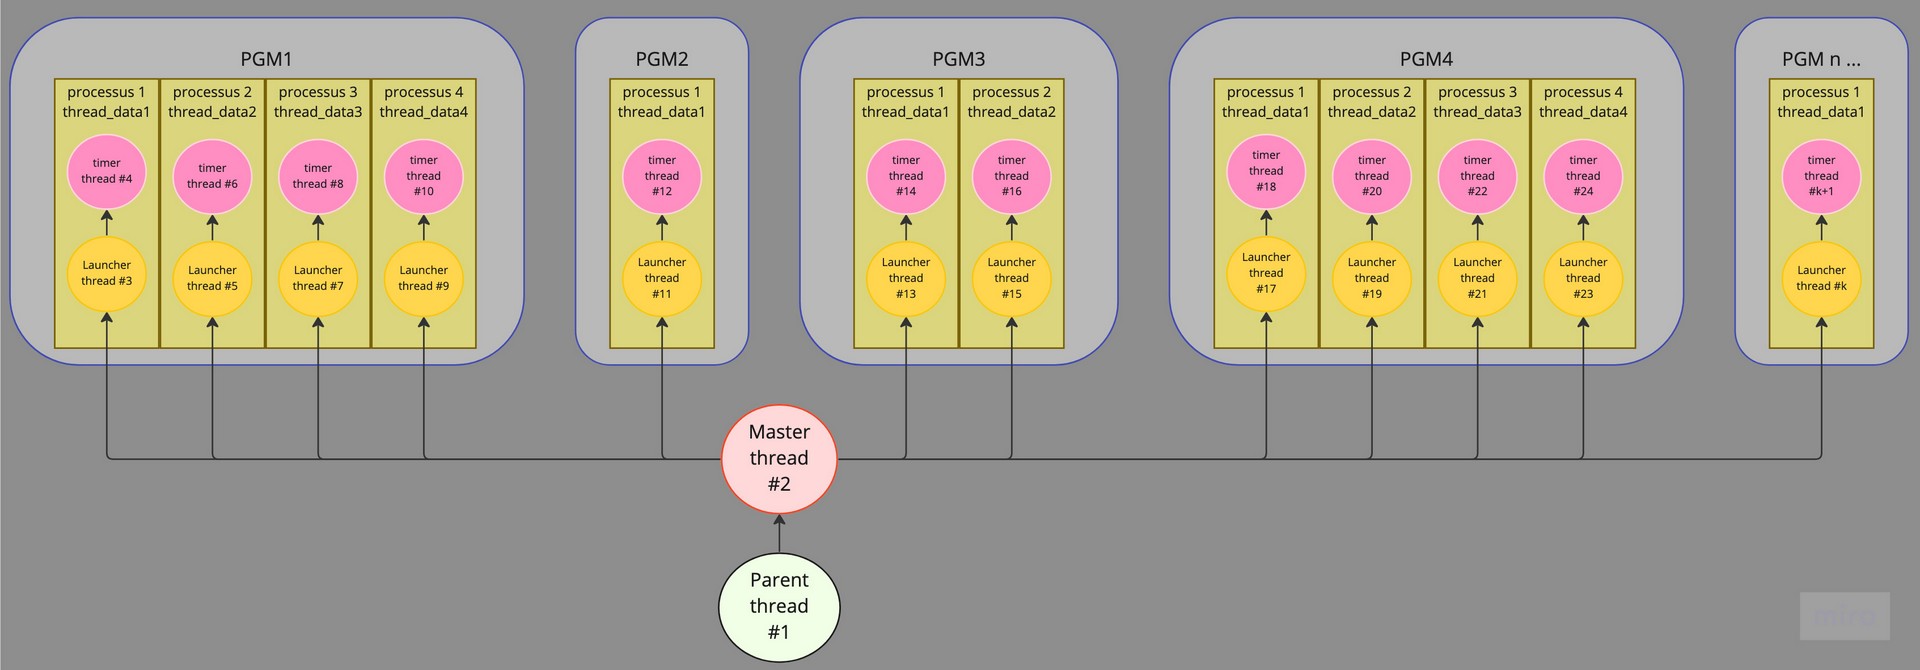 PGM1
processus 1
thread_data1
timer
thread #4
Launcher
thread #3
processus 2
thread_data2
timer
thread #6
Launcher
thread #5
processus 3
thread_data3
timer
thread #8
Launcher
thread #7
processus 4
thread_data4
timer
thread
#10
Launcher
thread #9
PGM2
processus 1
thread_data1
timer
thread
#12
Launcher
thread
#11
PGM3
processus 1
thread_data1
timer
thread
#14
Launcher
thread
#13
processus 2
thread_data2
timer
thread
#16
Launcher
thread
#15
PGM4
processus 1
thread_data1
timer
thread
#18
Launcher
thread
#17
processus 2
thread_data2
timer
thread
#20
Launcher
thread
#19
processus 3
thread_data3
timer
thread
#22
Launcher
thread
#21
processus 4
thread_data4
timer
thread
#24
Launcher
thread
#23
PGM n ...
processus 1
thread_data1
timer
thread
#k+1
Launcher
thread #k
Master
thread
#2
Parent
thread
#1
miro